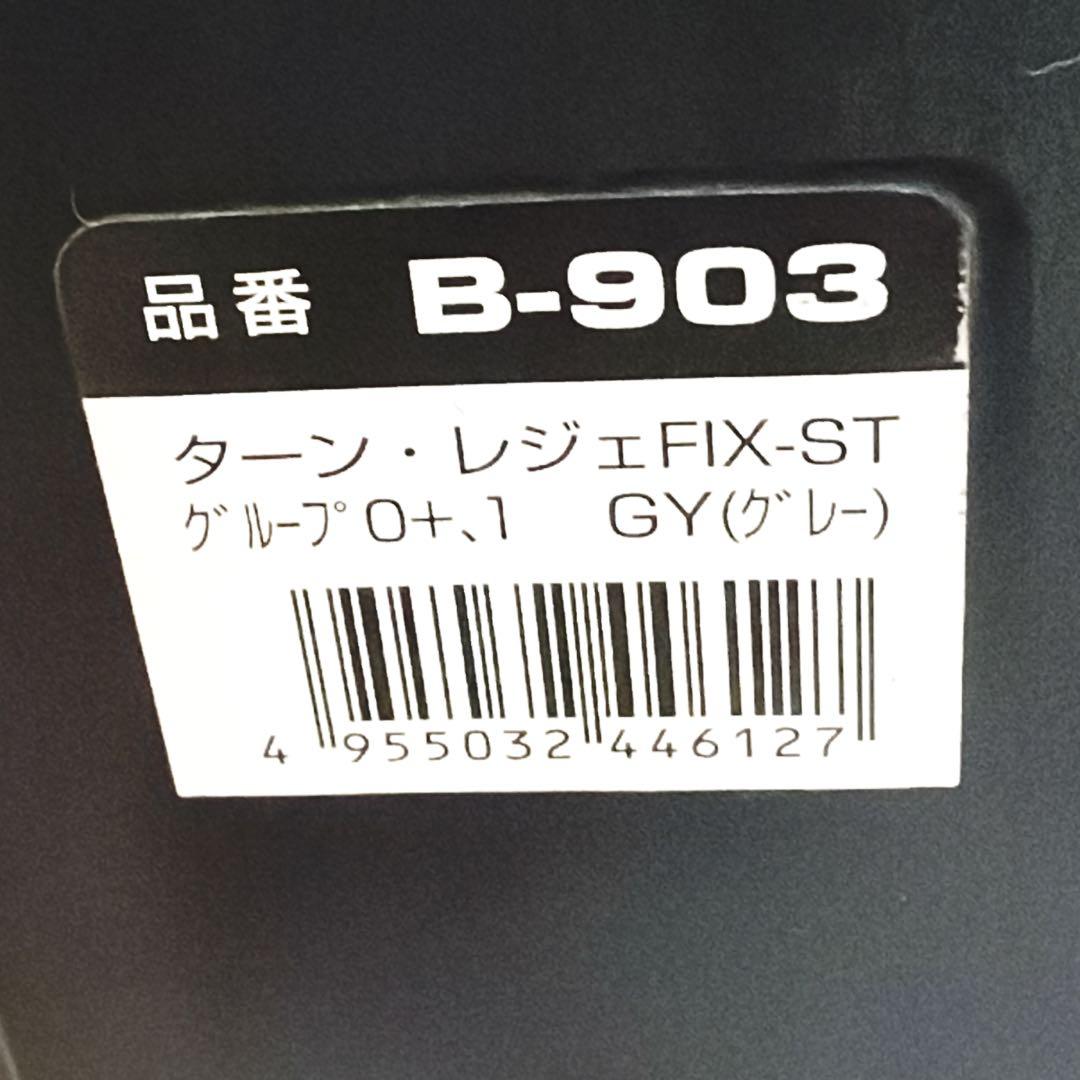 品番 B-903
ターン・レジェFIX-ST
ｸﾞﾙｰﾌﾟ0+、1 GY(ｸﾞﾚｰ)
4 955032 446127